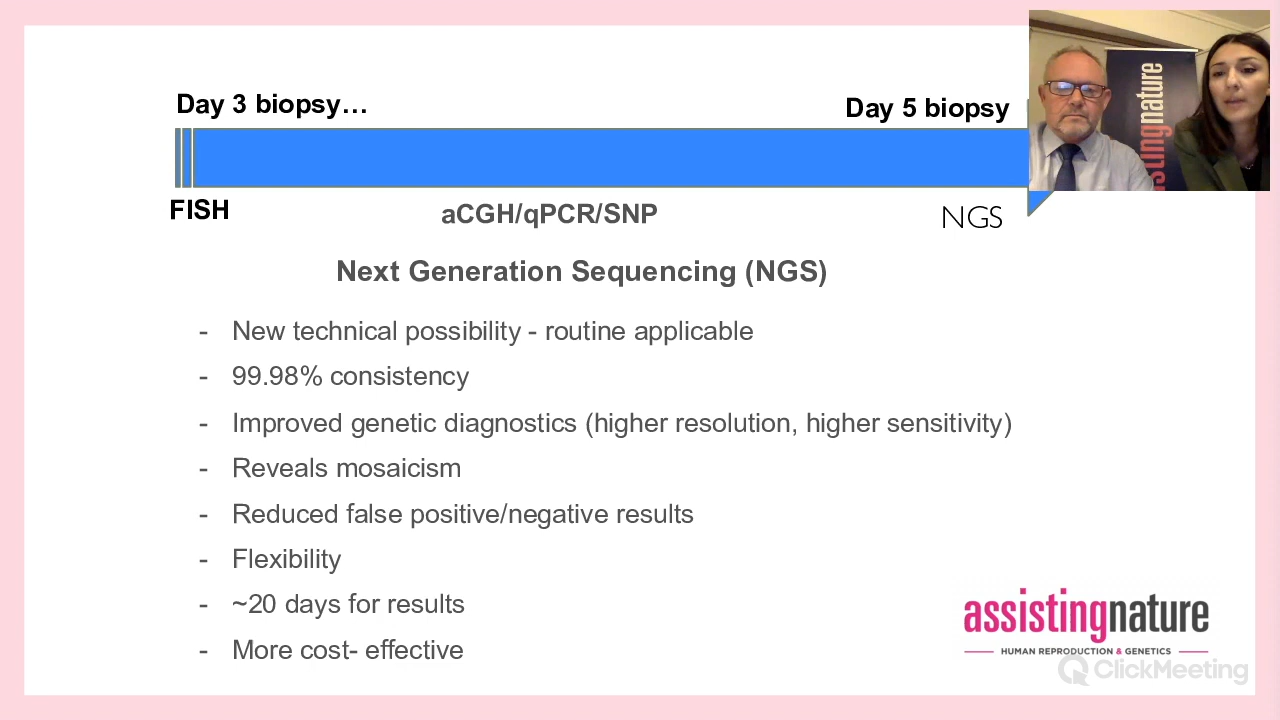 Day 3 biopsy…
Day 5 biopsy
FISH
aCGH/qPCR/SNP
NGS
Next Generation Sequencing (NGS)
- New technical possibility - routine applicable
- 99.98% consistency
- Improved genetic diagnostics (higher resolution, higher sensitivity)
- Reveals mosaicism
- Reduced false positive/negative results
- Flexibility
- ~20 days for results
- More cost- effective
assistingnature
HUMAN REPRODUCTION & GENETICS
ClickMeeting
stingnature